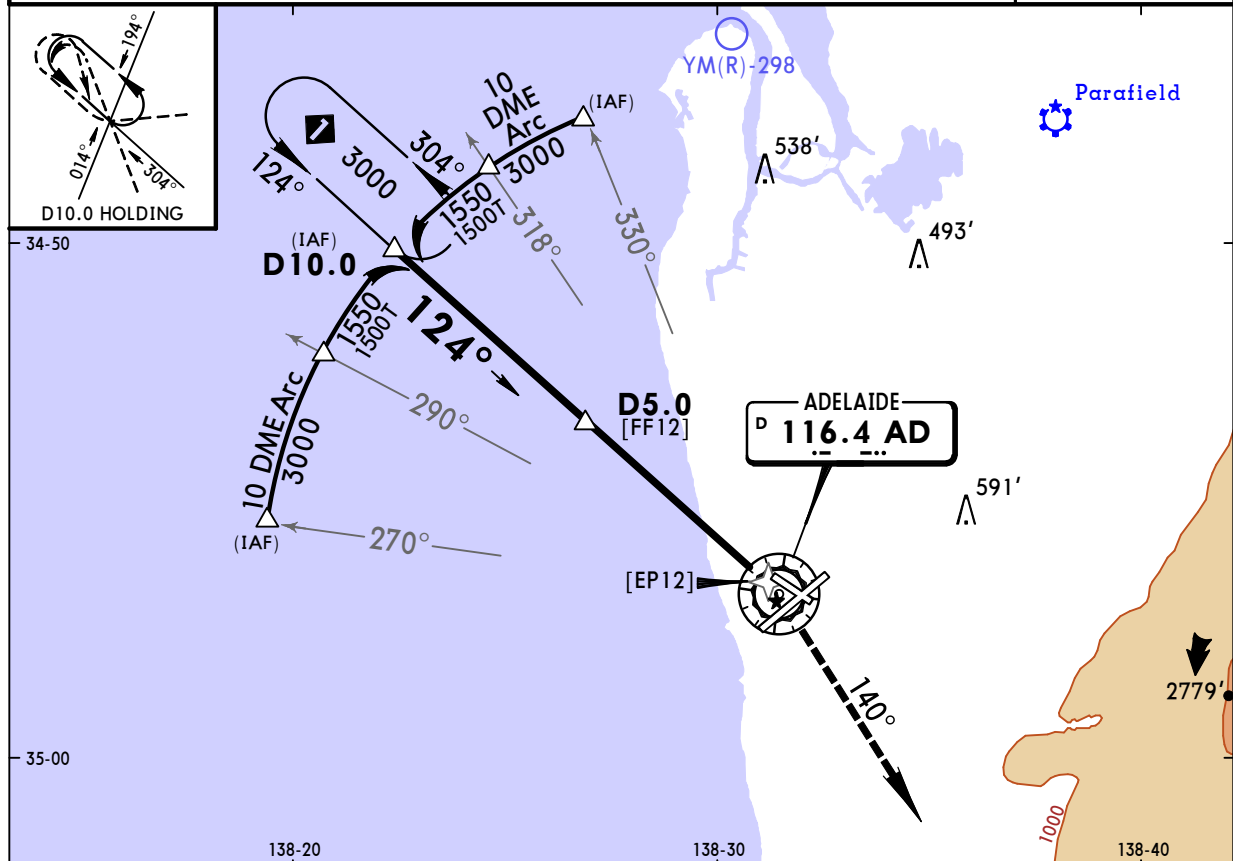 194°
014°
304°
D10.0 HOLDING
YM(R)-298
Parafield
10
DME
Arc
(IAF)
3000
304°
3000
124°
1550
1500T
318°
330°
538'
493'
34-50
(IAF)
D10.0
1550
1500T
124°
290°
D5.0
[FF12]
ADELAIDE
D 116.4 AD
10 DME Arc
3000
(IAF)
270°
591'
[EP12]
140°
2779'
35-00
1000
138-20
138-30
138-40